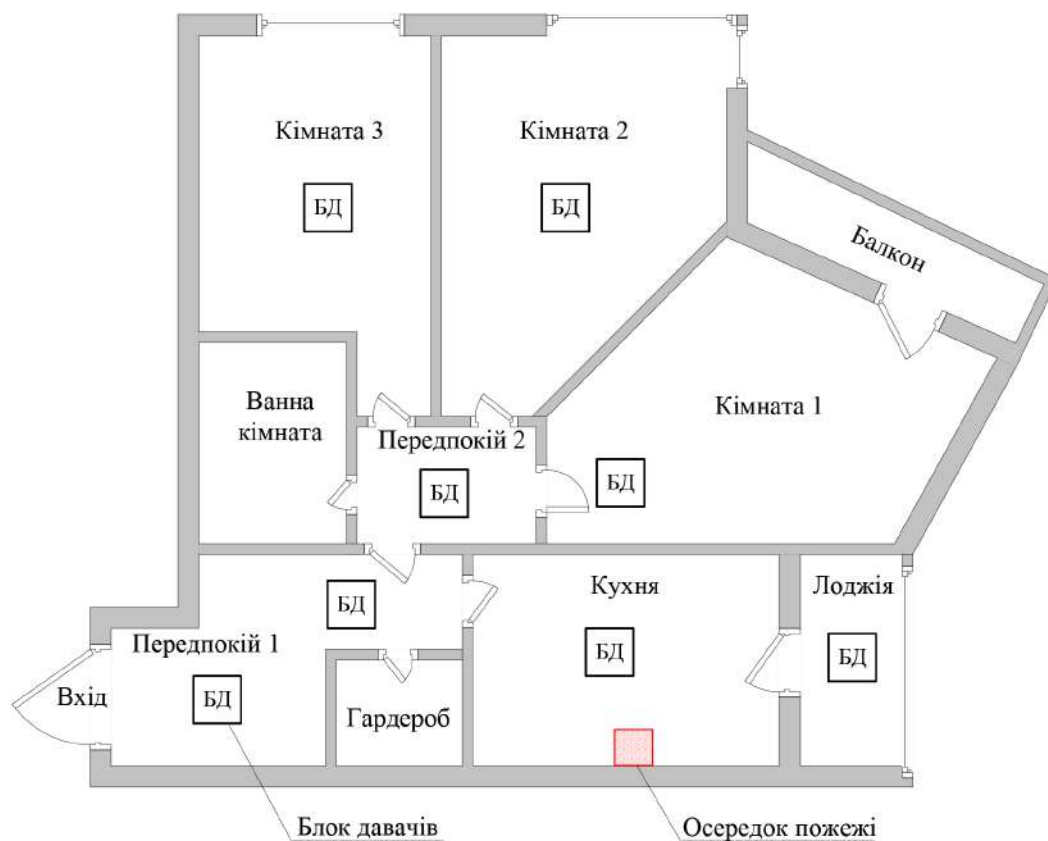 Кімната 3
Кімната 2
БД
БД
Балкон
Ванна
кімната
Кімната 1
Передпокій 2
БД
БД
Кухня
Лоджія
БД
Передпокій 1
БД
БД
Вхід
БД
Гардероб
Блок давачів
Осередок пожежі